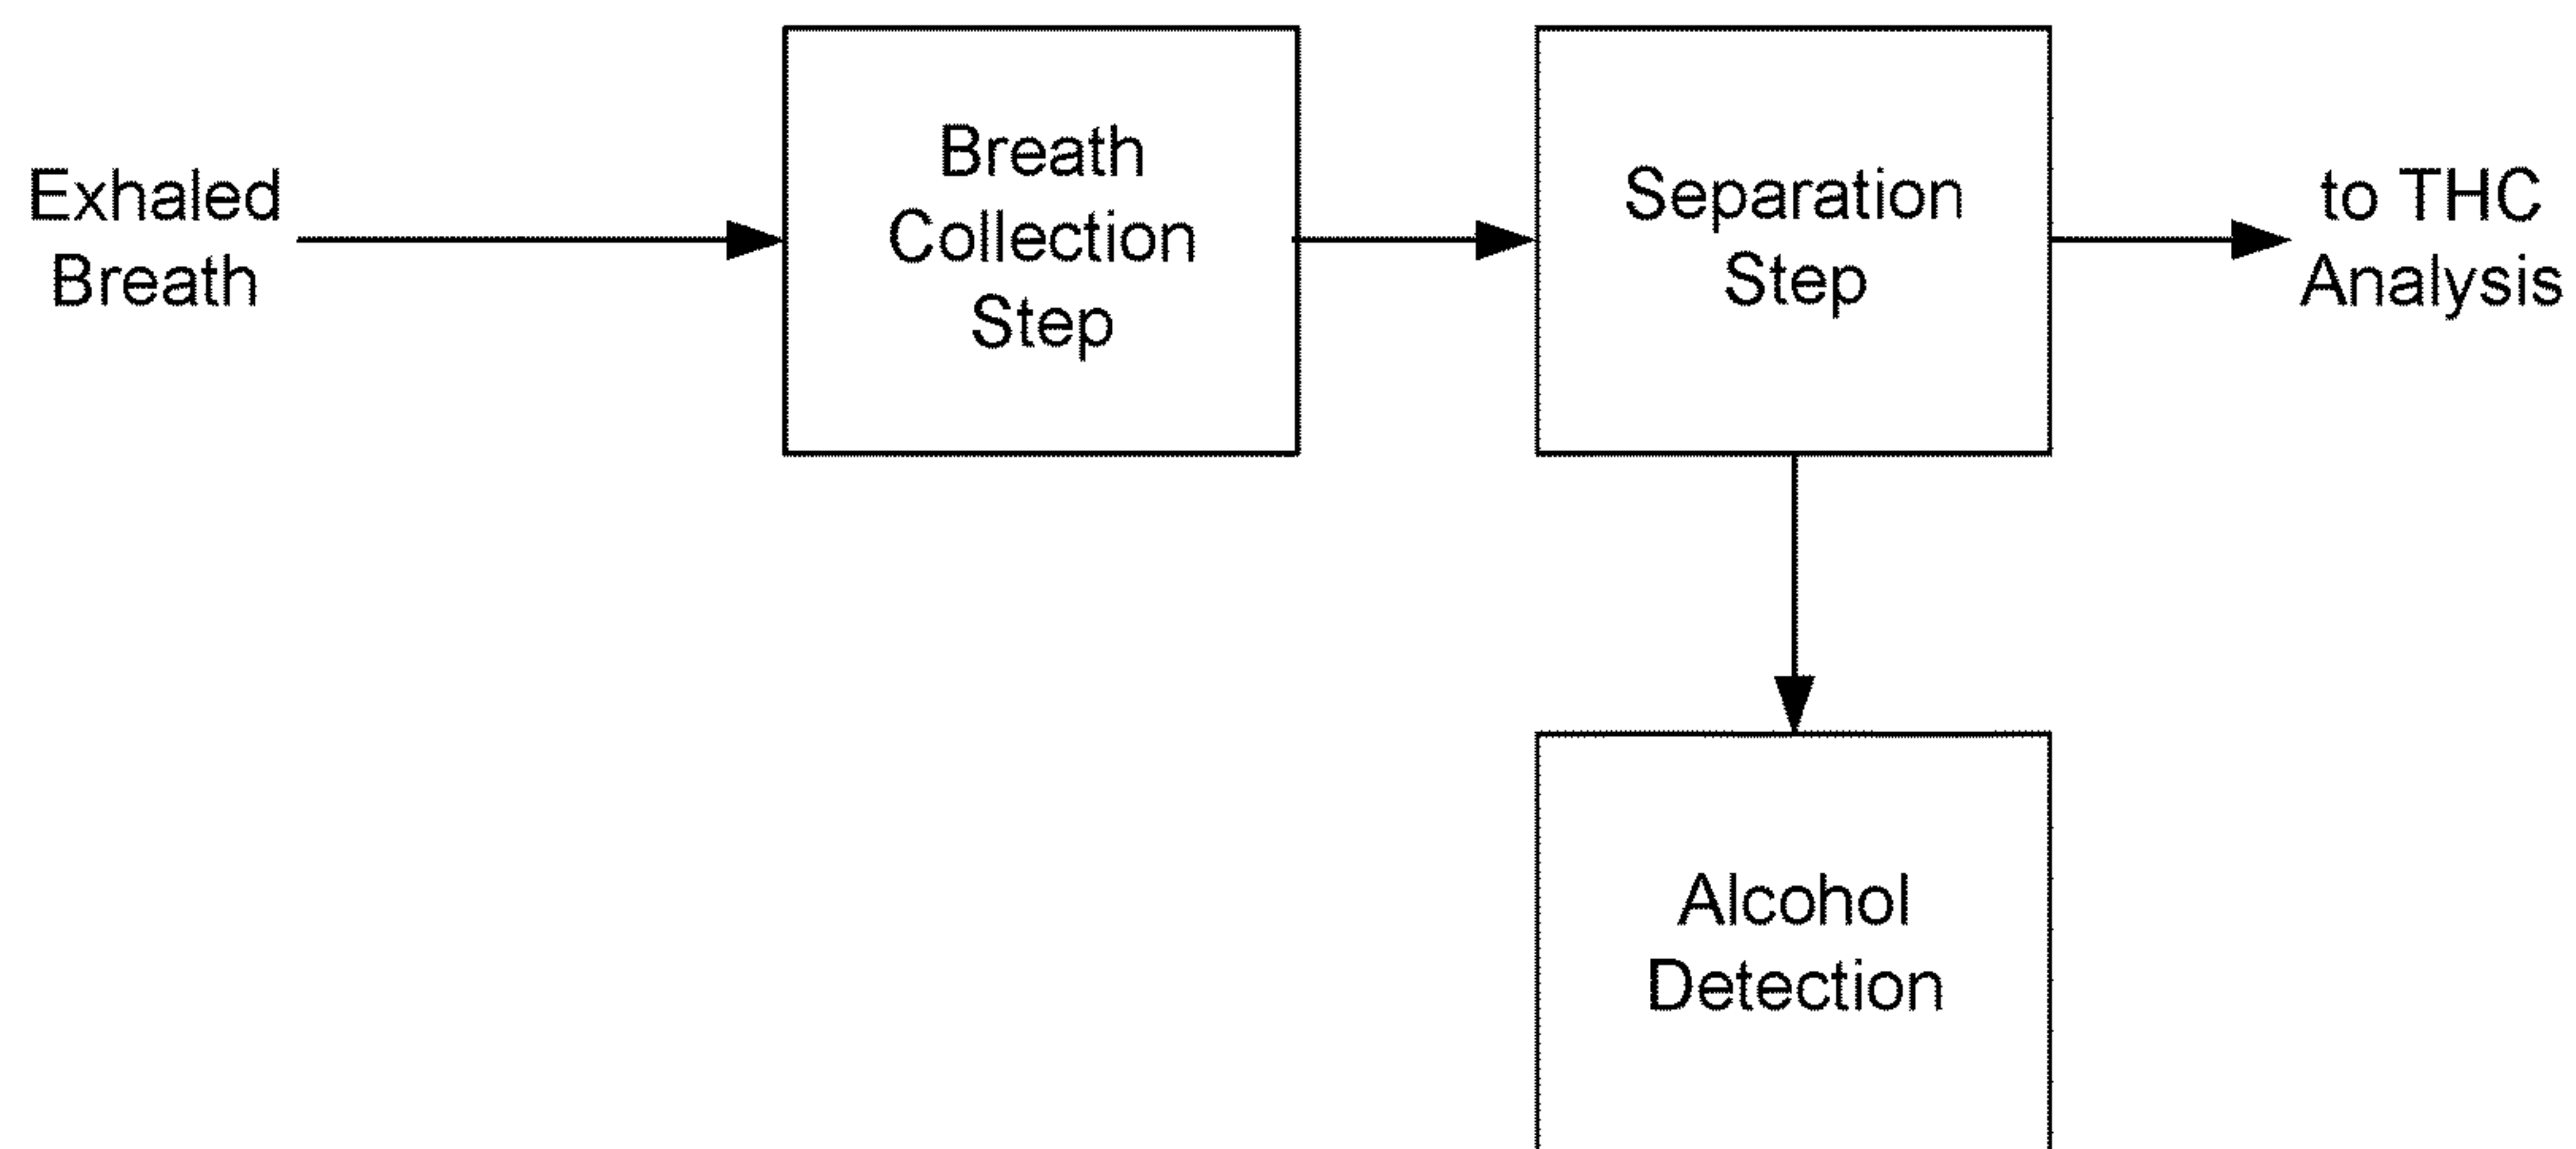 Exhaled
Breath
Breath
Collection
Step
Separation
Step
to THC
Analysis
Alcohol
Detection